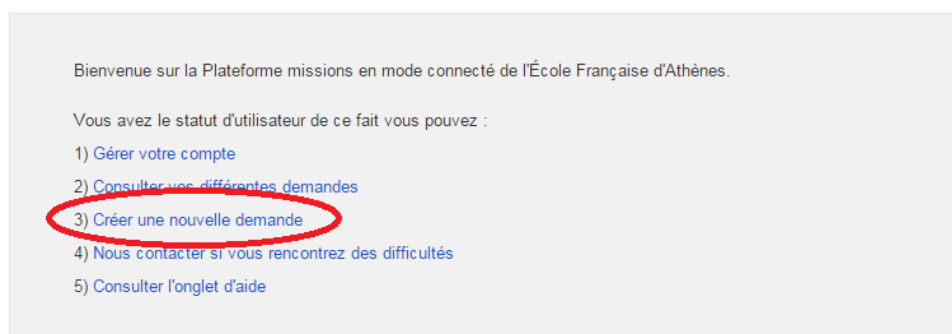 Bienvenue sur la Plateforme missions en mode connecté de l'École Française d'Athènes.
Vous avez le statut d'utilisateur de ce fait vous pouvez :
1) Gérer votre compte
2) Consulter vos différentes demandes
3) Créer une nouvelle demande
4) Nous contacter si vous rencontrez des difficultés
5) Consulter l'onglet d'aide